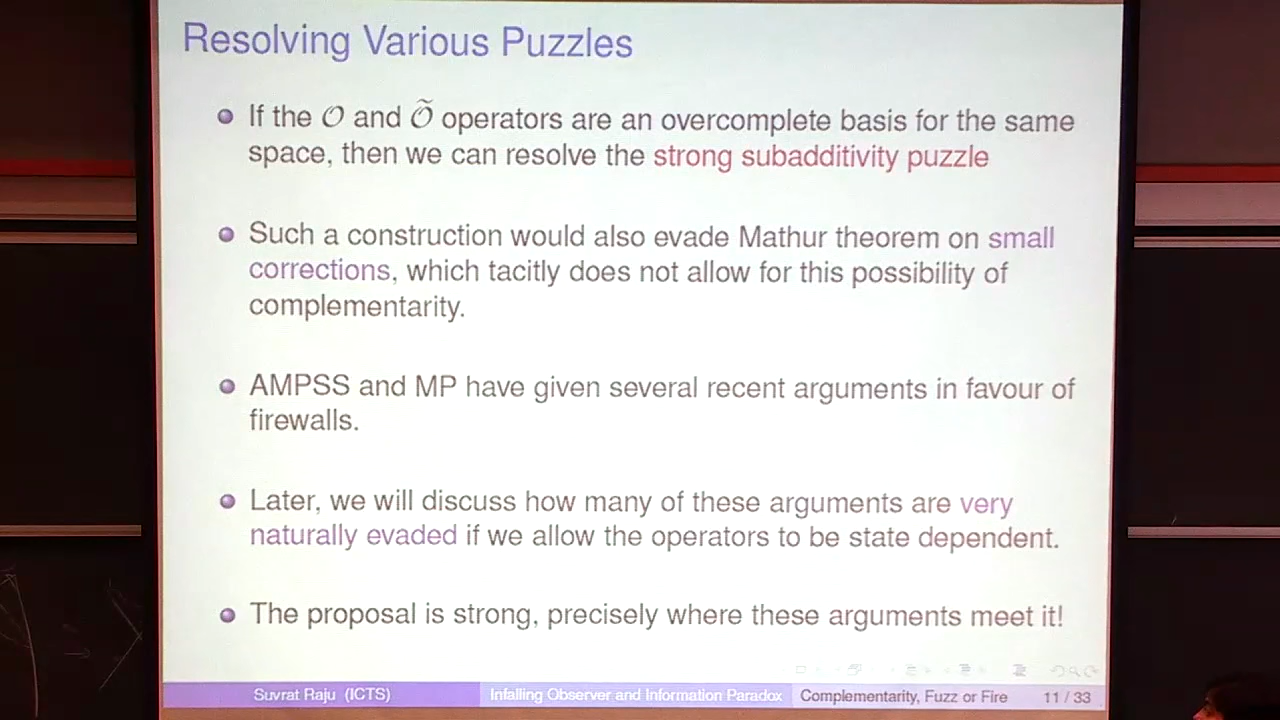 Resolving Various Puzzles
If the 𝒪 and 𝒪̃ operators are an overcomplete basis for the same
space, then we can resolve the strong subadditivity puzzle
Such a construction would also evade Mathur theorem on small
corrections, which tacitly does not allow for this possibility of
complementarity.
AMPSS and MP have given several recent arguments in favour of
firewalls.
Later, we will discuss how many of these arguments are very
naturally evaded if we allow the operators to be state dependent.
The proposal is strong, precisely where these arguments meet it!
Suvrat Raju (ICTS) Infalling Observer and Information Paradox Complementarity, Fuzz or Fire 11 / 33